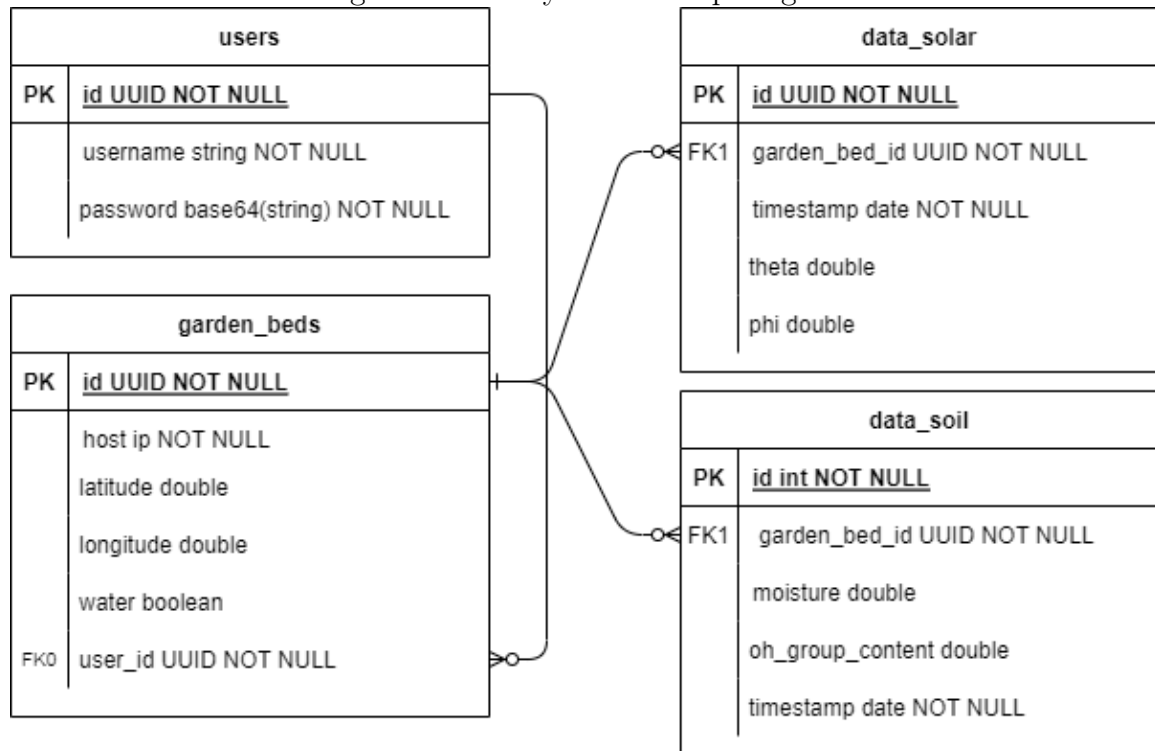 users
PK id UUID NOT NULL
username string NOT NULL
password base64(string) NOT NULL
garden_beds
PK id UUID NOT NULL
host ip NOT NULL
latitude double
longitude double
water boolean
FK0 user_id UUID NOT NULL
data_solar
PK id UUID NOT NULL
FK1 garden_bed_id UUID NOT NULL
timestamp date NOT NULL
theta double
phi double
data_soil
PK id int NOT NULL
FK1 garden_bed_id UUID NOT NULL
moisture double
oh_group_content double
timestamp date NOT NULL